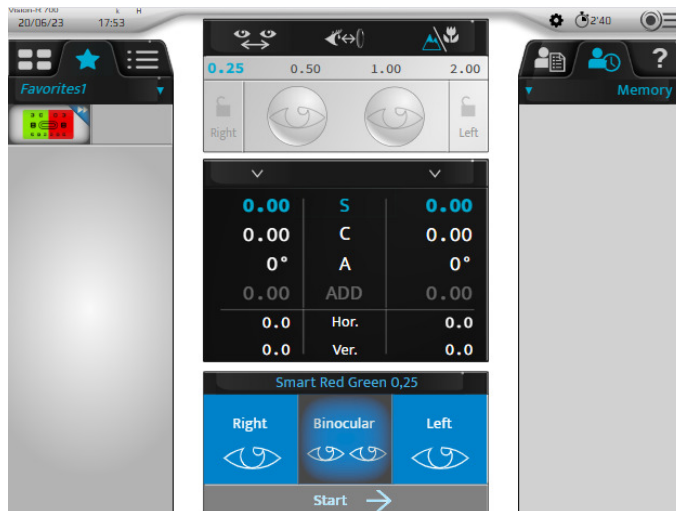 Vision-R 700
20/06/23 17:53
2'40
?
Favorites1
Memory
0.25 0.50 1.00 2.00
Right Left
0.00 S 0.00
0.00 C 0.00
0° A 0°
0.00 ADD 0.00
0.0 Hor. 0.0
0.0 Ver. 0.0
Smart Red Green 0,25
Right Binocular Left
Start